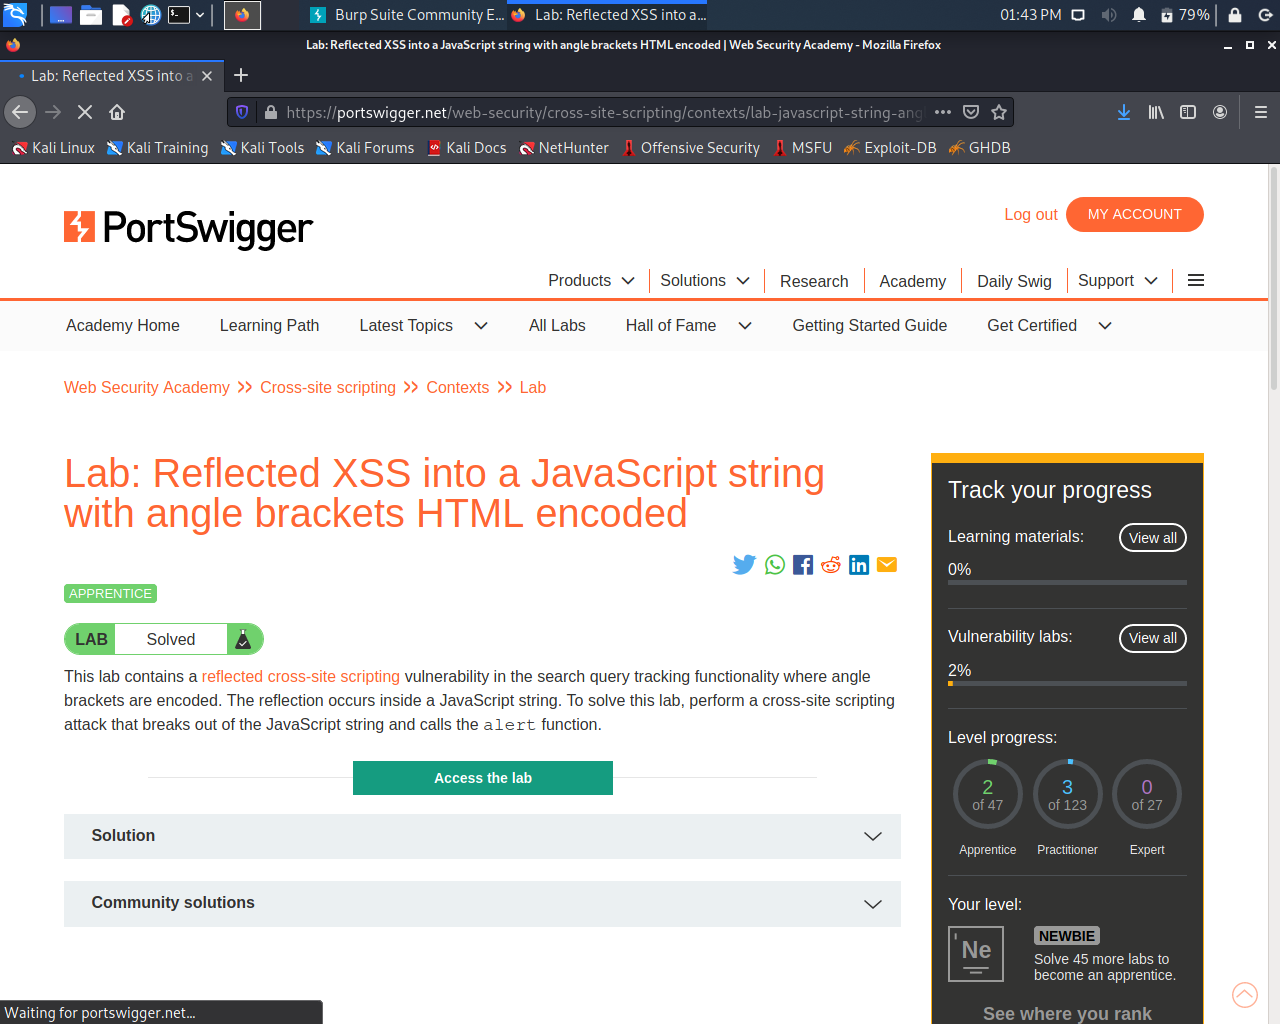 Burp Suite Community E...
Lab: Reflected XSS into a...
01:43 PM
79%
Lab: Reflected XSS into a JavaScript string with angle brackets HTML encoded | Web Security Academy - Mozilla Firefox
Lab: Reflected XSS into a
https://portswigger.net/web-security/cross-site-scripting/contexts/lab-javascript-string-ang
Kali Linux
Kali Training
Kali Tools
Kali Forums
Kali Docs
NetHunter
Offensive Security
MSFU
Exploit-DB
GHDB
PortSwigger
Log out
MY ACCOUNT
Products
Solutions
Research
Academy
Daily Swig
Support
Academy Home
Learning Path
Latest Topics
All Labs
Hall of Fame
Getting Started Guide
Get Certified
Web Security Academy >> Cross-site scripting >> Contexts >> Lab
Lab: Reflected XSS into a JavaScript string
with angle brackets HTML encoded
APPRENTICE
LAB Solved
This lab contains a reflected cross-site scripting vulnerability in the search query tracking functionality where angle
brackets are encoded. The reflection occurs inside a JavaScript string. To solve this lab, perform a cross-site scripting
attack that breaks out of the JavaScript string and calls the alert function.
Access the lab
Solution
Community solutions
Track your progress
Learning materials:
View all
0%
Vulnerability labs:
View all
2%
Level progress:
2
of 47
3
of 123
0
of 27
Apprentice
Practitioner
Expert
Your level:
Ne
NEWBIE
Solve 45 more labs to
become an apprentice.
See where you rank
Waiting for portswigger.net...